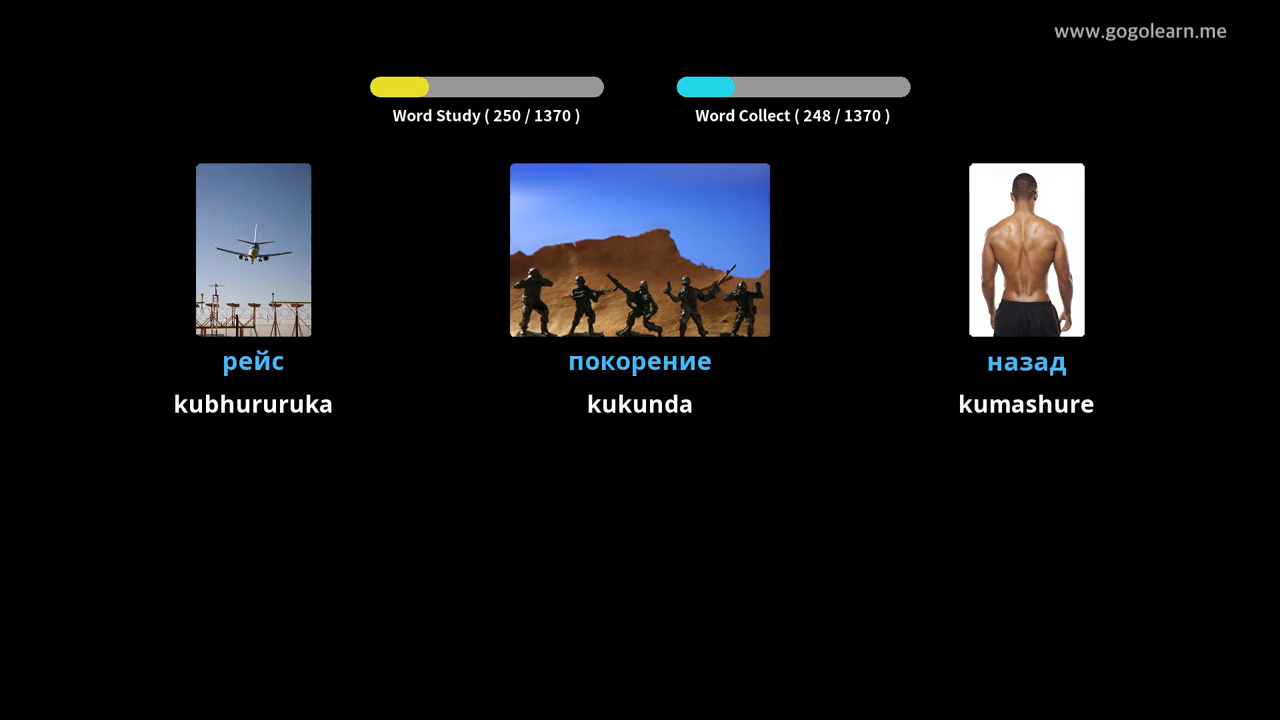 www.gogolearn.me
Word Study ( 250 / 1370 )
Word Collect ( 248 / 1370 )
рейс
покорение
назад
kubhururuka
kukunda
kumashure